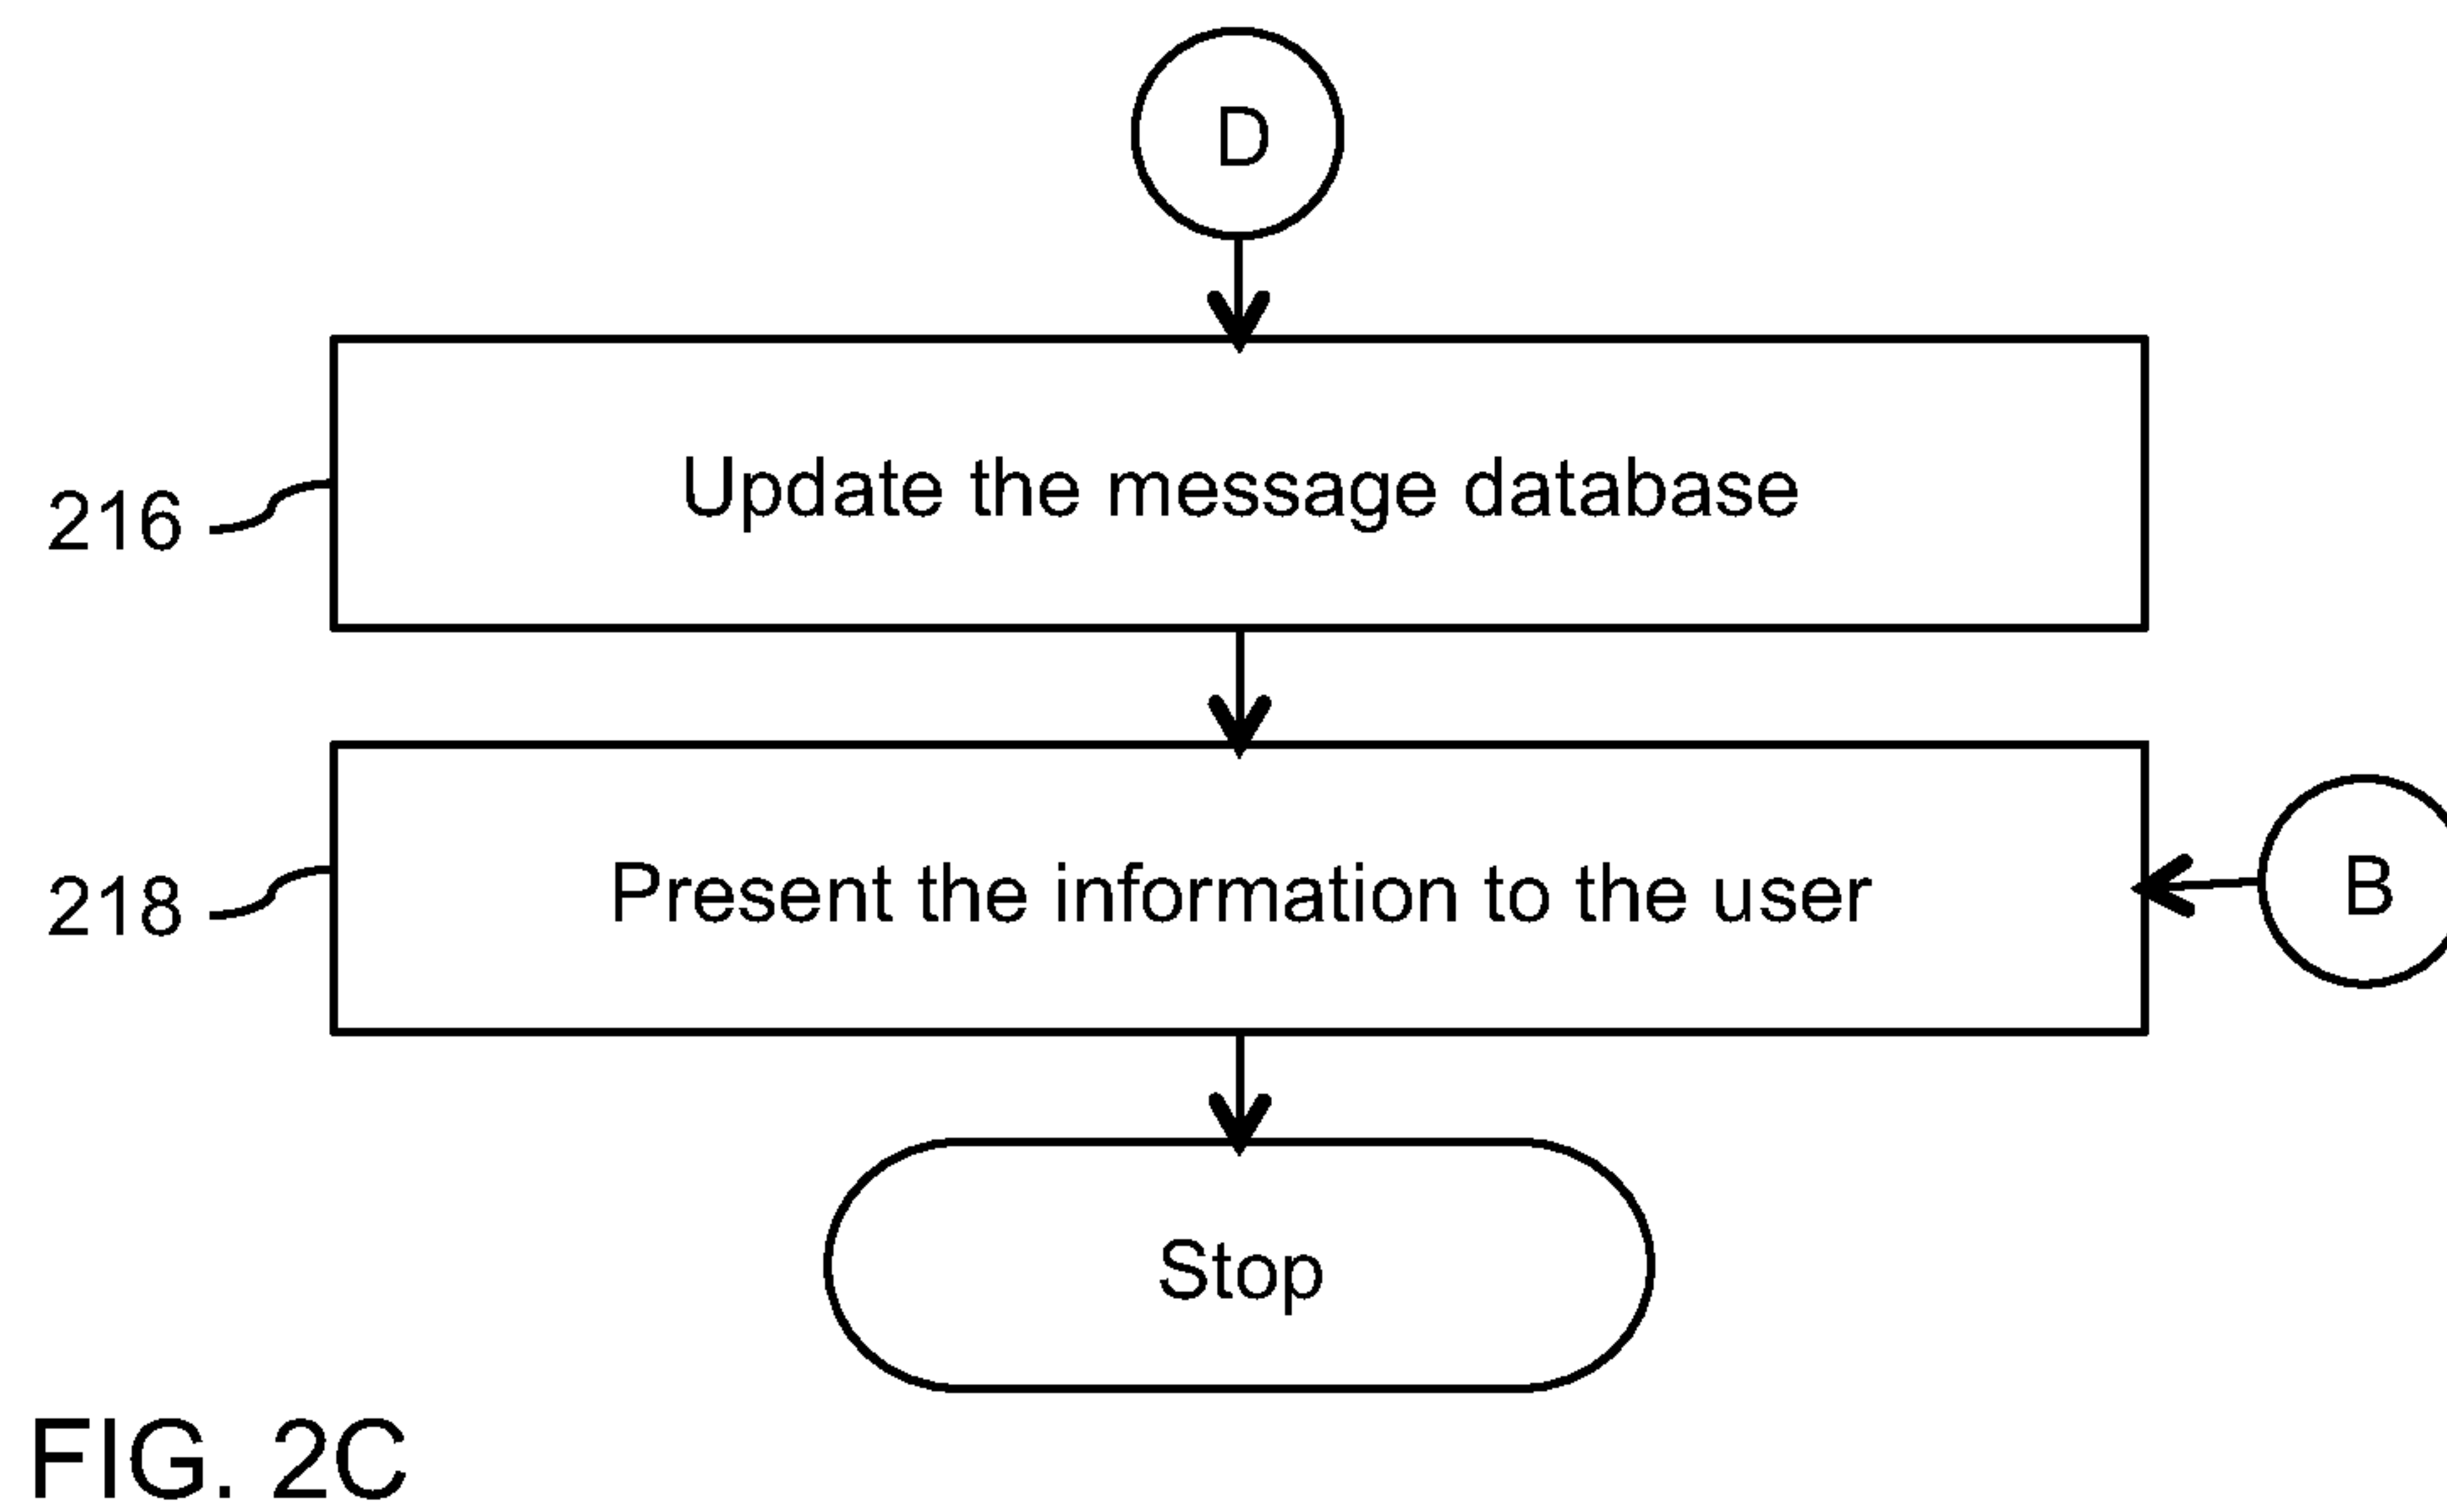 D
216
Update the message database
218
Present the information to the user
B
Stop
FIG. 2C